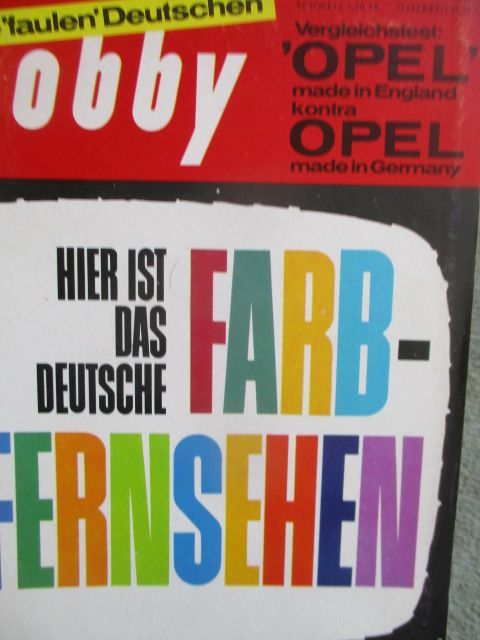 'faulen' Deutschen
SCHWEIZ
obby
Vergleichstest:
'OPEL'
made in England
kontra
OPEL
made in Germany
HIER IST
DAS
DEUTSCHE
FARB-
FERNSEHEN